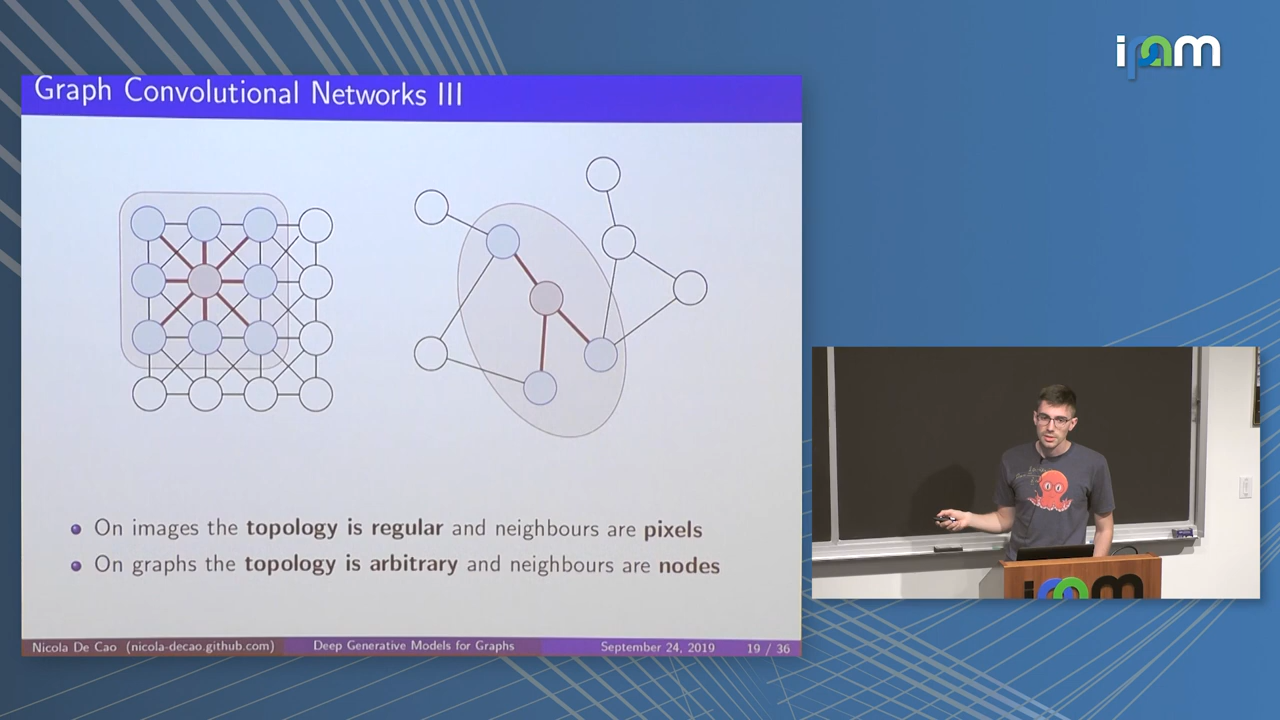 ipam
Graph Convolutional Networks III
On images the topology is regular and neighbours are pixels
On graphs the topology is arbitrary and neighbours are nodes
Nicola De Cao (nicola-decao.github.com) Deep Generative Models for Graphs September 24, 2019 19 / 36
ipam